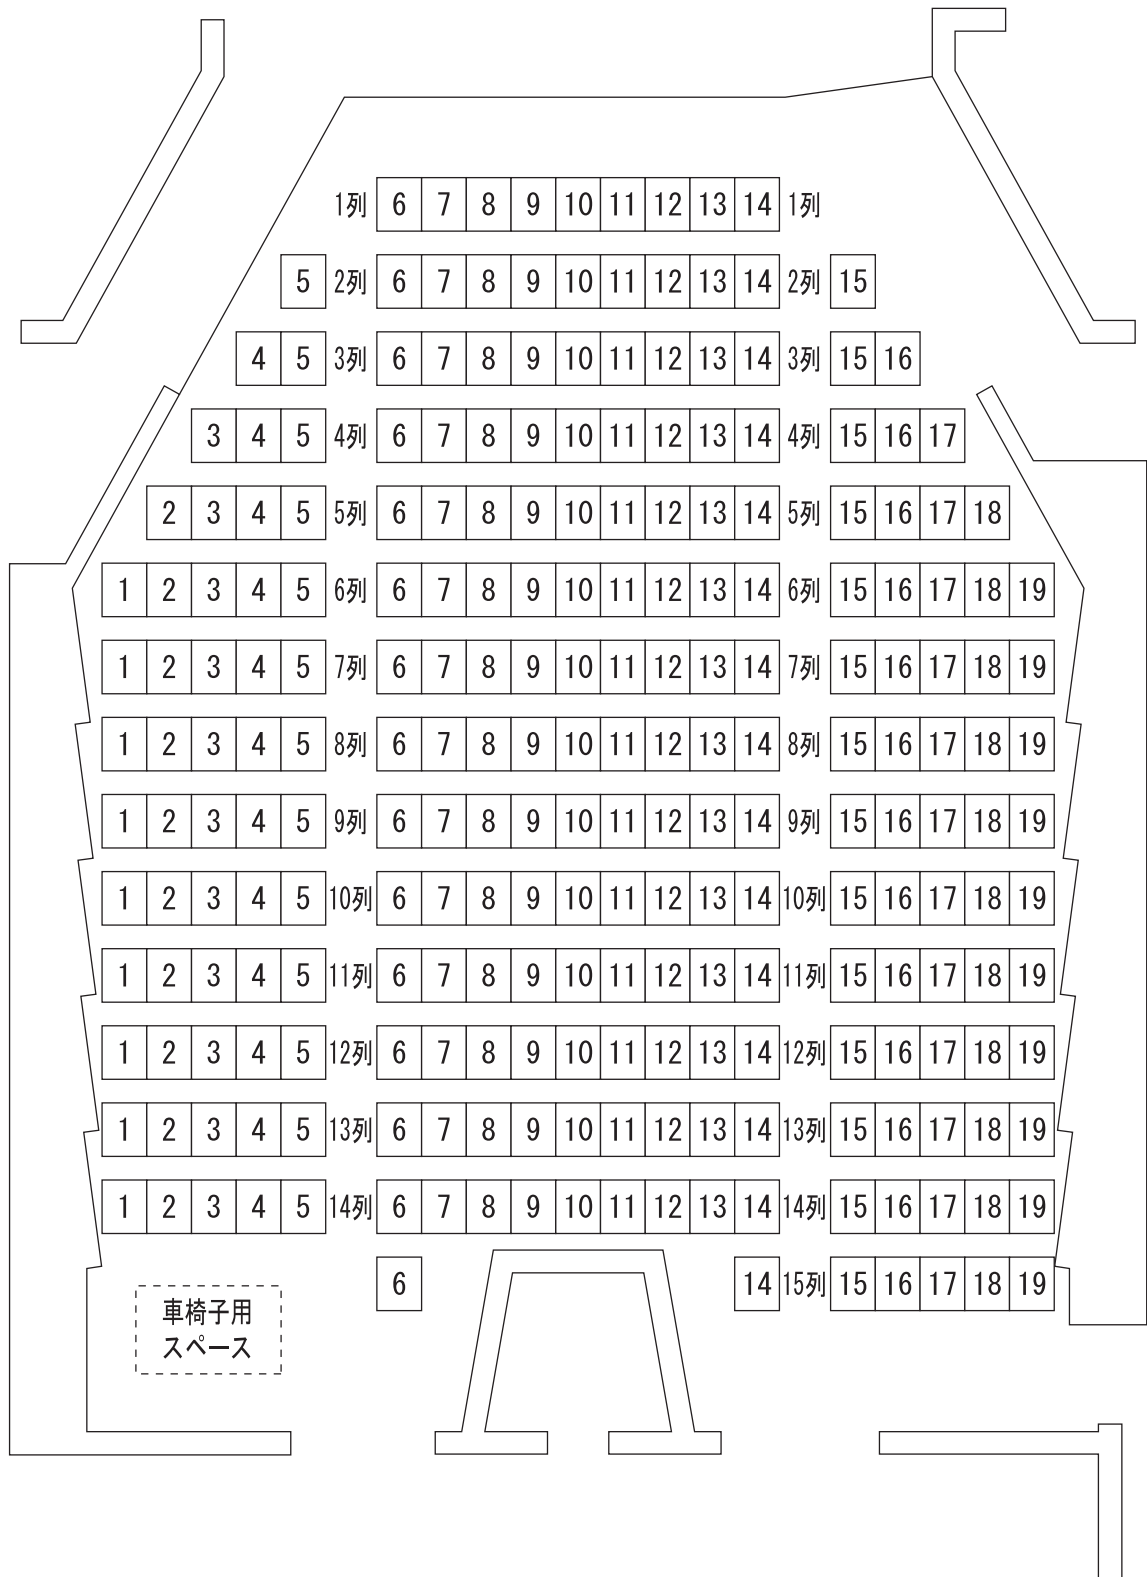 1列 6 7 8 9 10 11 12 13 14 1列
5 2列 6 7 8 9 10 11 12 13 14 2列 15
4 5 3列 6 7 8 9 10 11 12 13 14 3列 15 16
3 4 5 4列 6 7 8 9 10 11 12 13 14 4列 15 16 17
2 3 4 5 5列 6 7 8 9 10 11 12 13 14 5列 15 16 17 18
1 2 3 4 5 6列 6 7 8 9 10 11 12 13 14 6列 15 16 17 18 19
1 2 3 4 5 7列 6 7 8 9 10 11 12 13 14 7列 15 16 17 18 19
1 2 3 4 5 8列 6 7 8 9 10 11 12 13 14 8列 15 16 17 18 19
1 2 3 4 5 9列 6 7 8 9 10 11 12 13 14 9列 15 16 17 18 19
1 2 3 4 5 10列 6 7 8 9 10 11 12 13 14 10列 15 16 17 18 19
1 2 3 4 5 11列 6 7 8 9 10 11 12 13 14 11列 15 16 17 18 19
1 2 3 4 5 12列 6 7 8 9 10 11 12 13 14 12列 15 16 17 18 19
1 2 3 4 5 13列 6 7 8 9 10 11 12 13 14 13列 15 16 17 18 19
1 2 3 4 5 14列 6 7 8 9 10 11 12 13 14 14列 15 16 17 18 19
6 14 15列 15 16 17 18 19
車椅子用
スペース